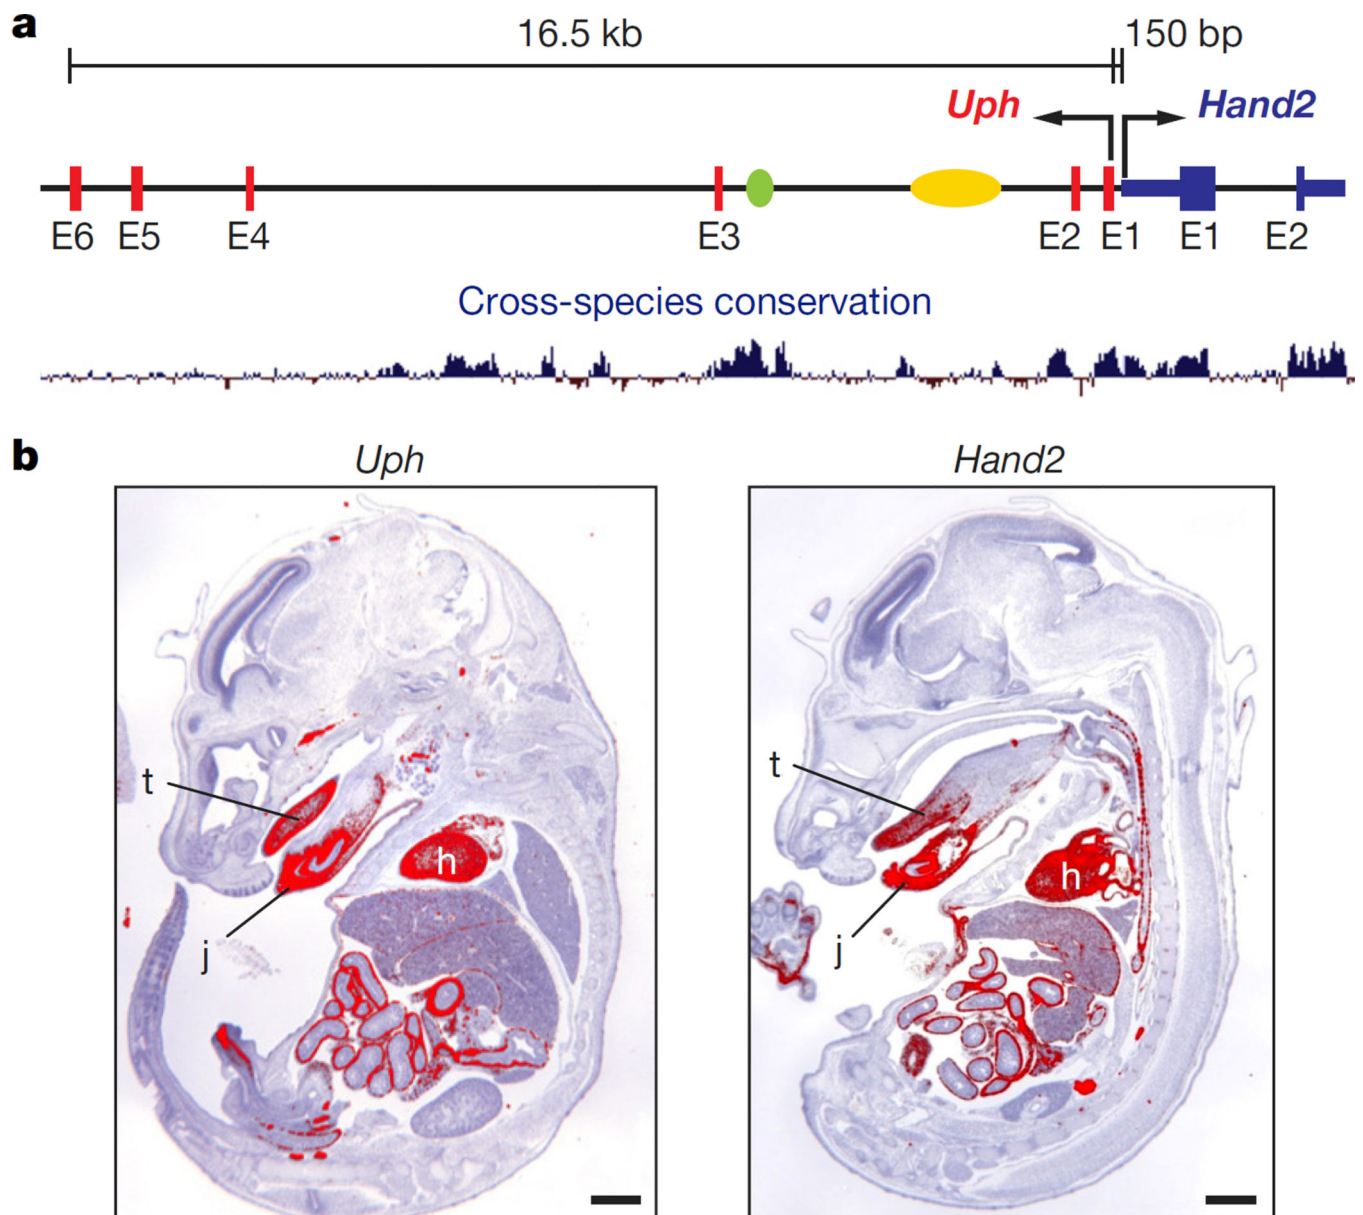 a
16.5 kb 150 bp
Uph Hand2
E6 E5 E4 E3 E2 E1 E1 E2
Cross-species conservation
b
Uph Hand2
t t
h h
j j